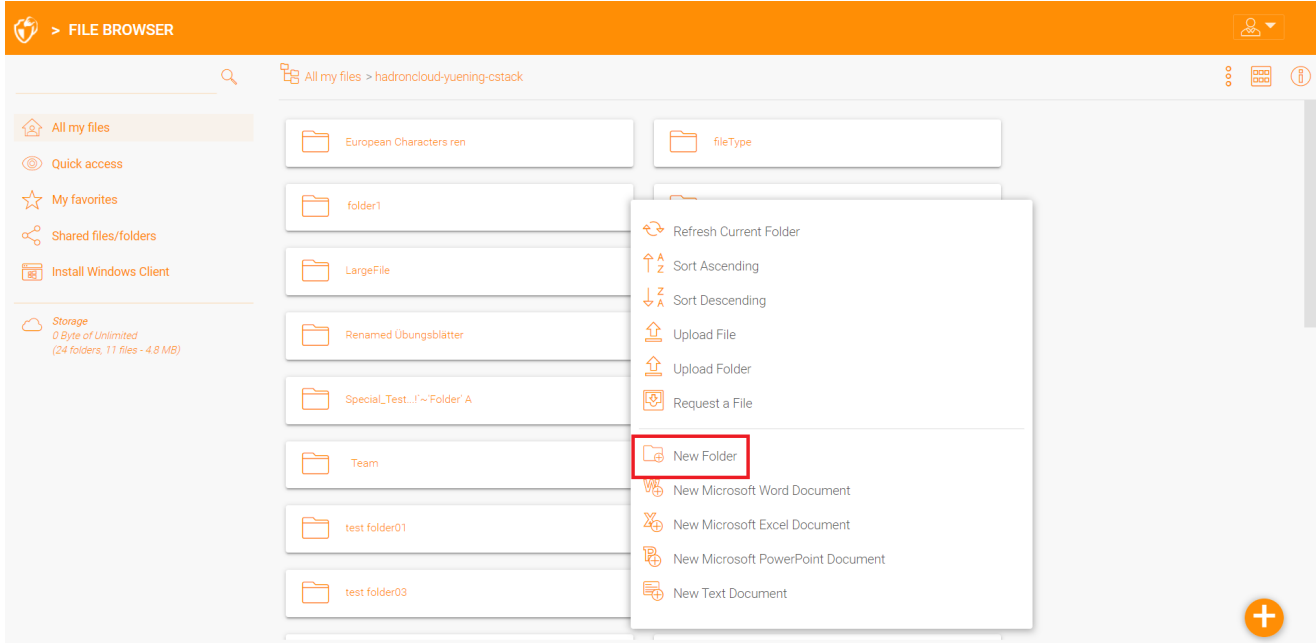 > FILE BROWSER
All my files > hadroncloud-yuening-cstack
All my files
Quick access
My favorites
Shared files/folders
Install Windows Client
Storage
0 Byte of Unlimited
(24 folders, 11 files - 4.8 MB)
European Characters ren
fileType
folder1
LargeFile
Renamed Übungsblätter
Special_Test...!`~'Folder' A
Team
test folder01
test folder03
Refresh Current Folder
Sort Ascending
Sort Descending
Upload File
Upload Folder
Request a File
New Folder
New Microsoft Word Document
New Microsoft Excel Document
New Microsoft PowerPoint Document
New Text Document